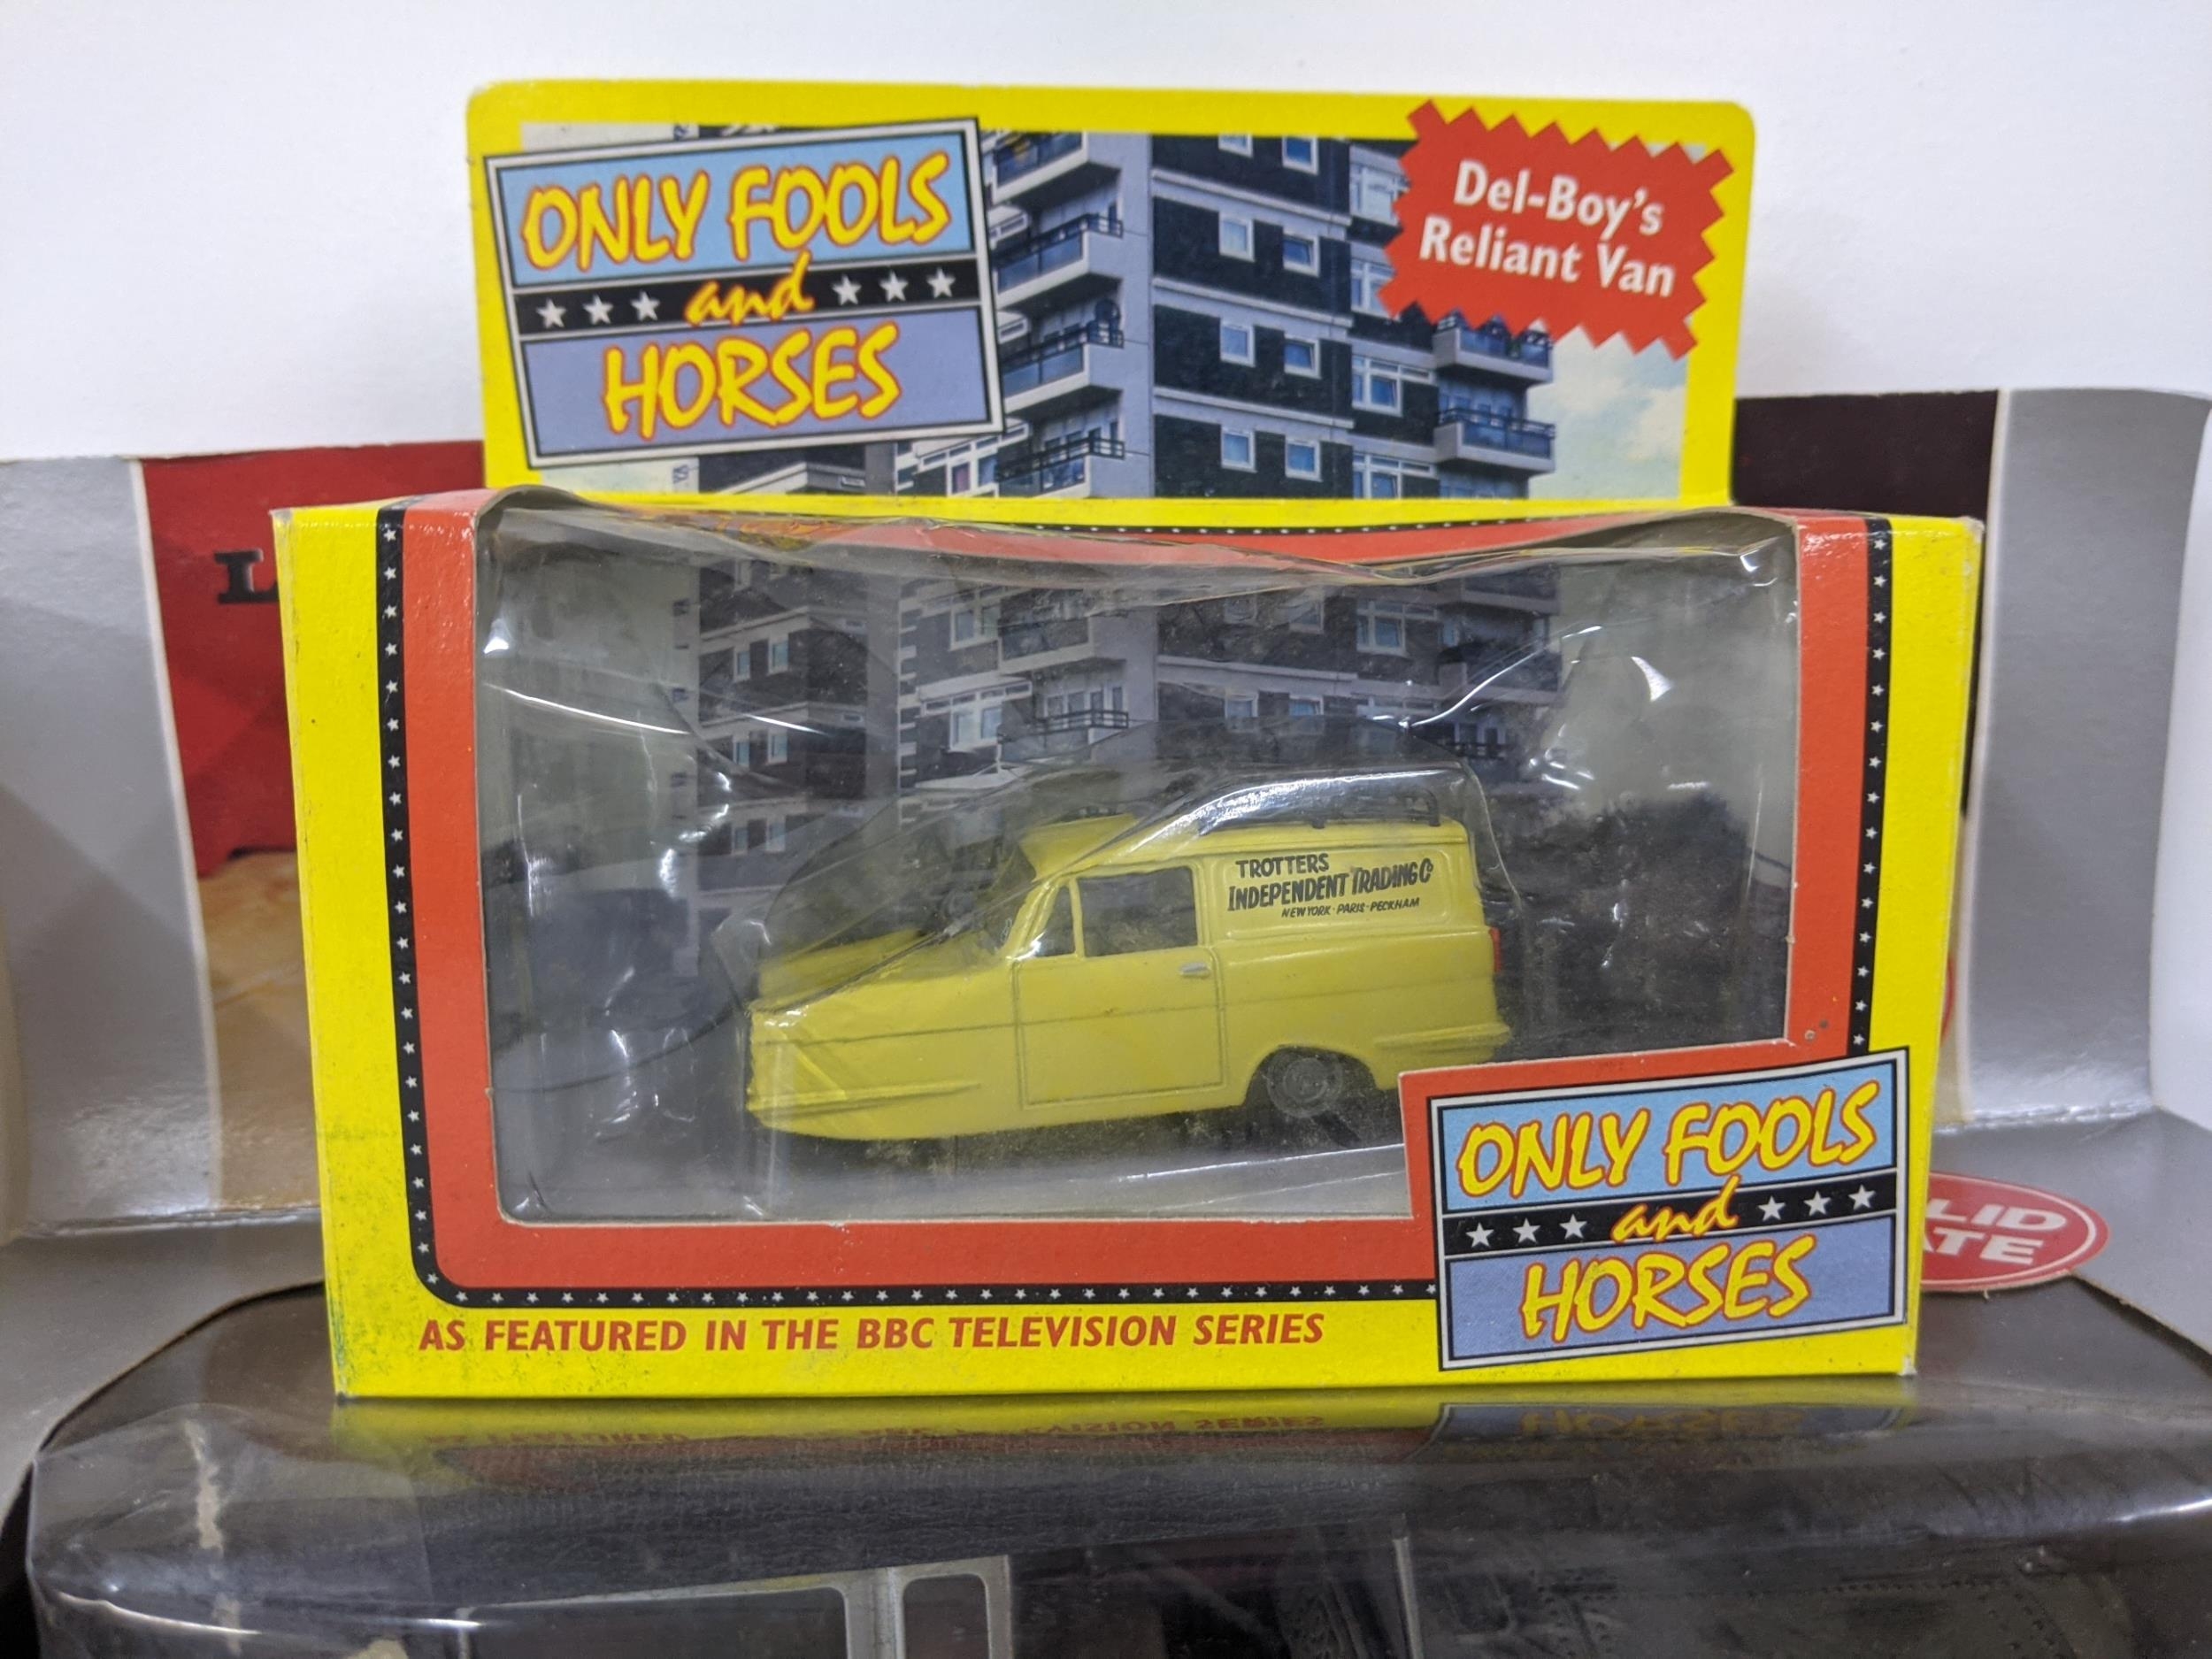 ONLY FOOLS
and
HORSES
Del-Boy's
Reliant Van
TROTTERS
INDEPENDENT TRADING Co
NEW YORK - PARIS - PECKHAM
ONLY FOOLS
and
HORSES
AS FEATURED IN THE BBC TELEVISION SERIES